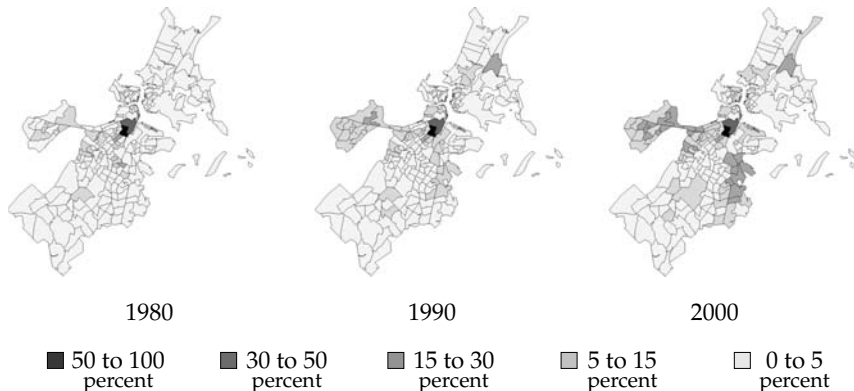 1980 1990 2000
50 to 100 30 to 50 15 to 30 5 to 15 0 to 5
percent percent percent percent percent